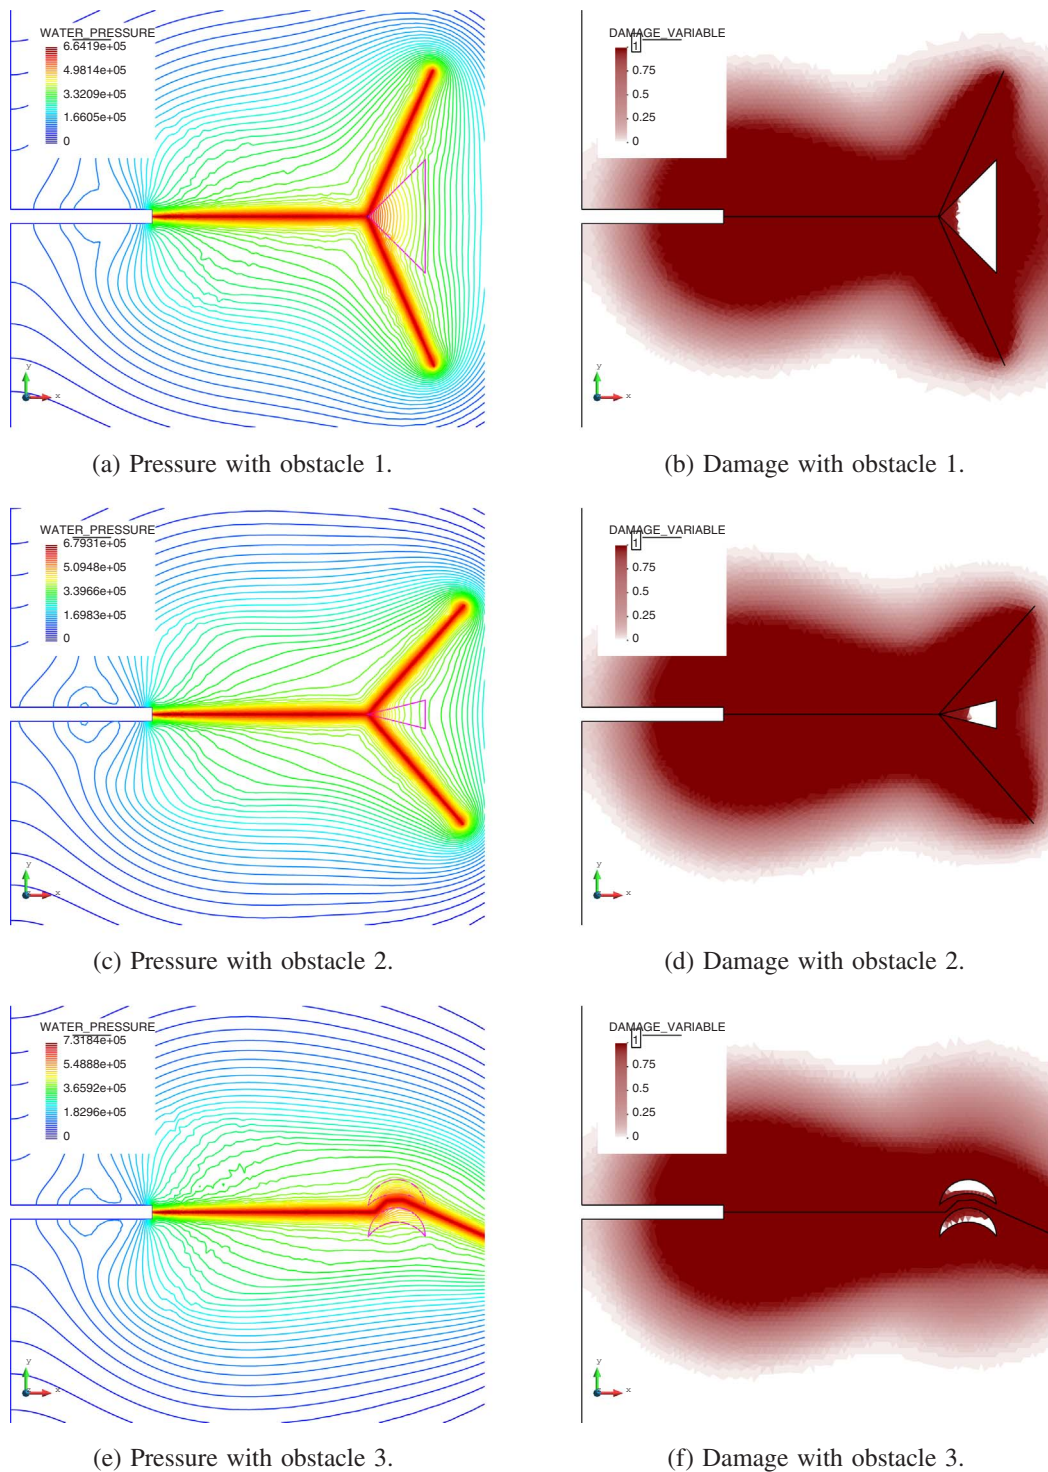 WATER_PRESSURE
6.6419e+05
4.9814e+05
3.3209e+05
1.6605e+05
0
y
x
DAMAGE_VARIABLE
1
0.75
0.5
0.25
0
y
x
(a) Pressure with obstacle 1.
(b) Damage with obstacle 1.
WATER_PRESSURE
6.7931e+05
5.0948e+05
3.3966e+05
1.6983e+05
0
y
x
DAMAGE_VARIABLE
1
0.75
0.5
0.25
0
y
x
(c) Pressure with obstacle 2.
(d) Damage with obstacle 2.
WATER_PRESSURE
7.3184e+05
5.4888e+05
3.6592e+05
1.8296e+05
0
y
x
DAMAGE_VARIABLE
1
0.75
0.5
0.25
0
y
x
(e) Pressure with obstacle 3.
(f) Damage with obstacle 3.